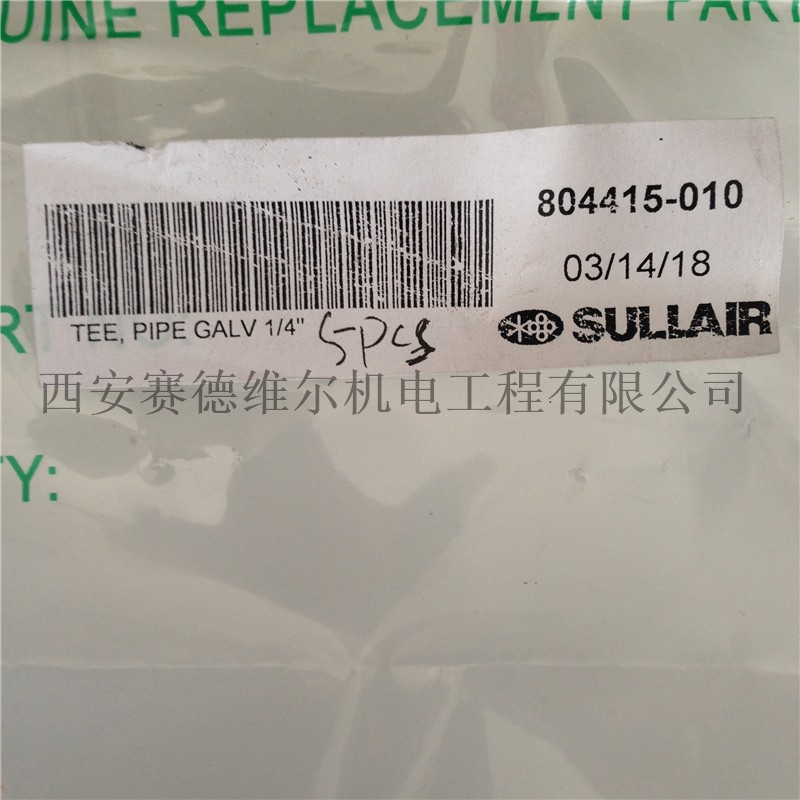 UINE REPLACEMENT PART
804415-010
03/14/18
TEE, PIPE GALV 1/4" 5pcs
SULLAIR
西安赛德维尔机电工程有限公司
TY: